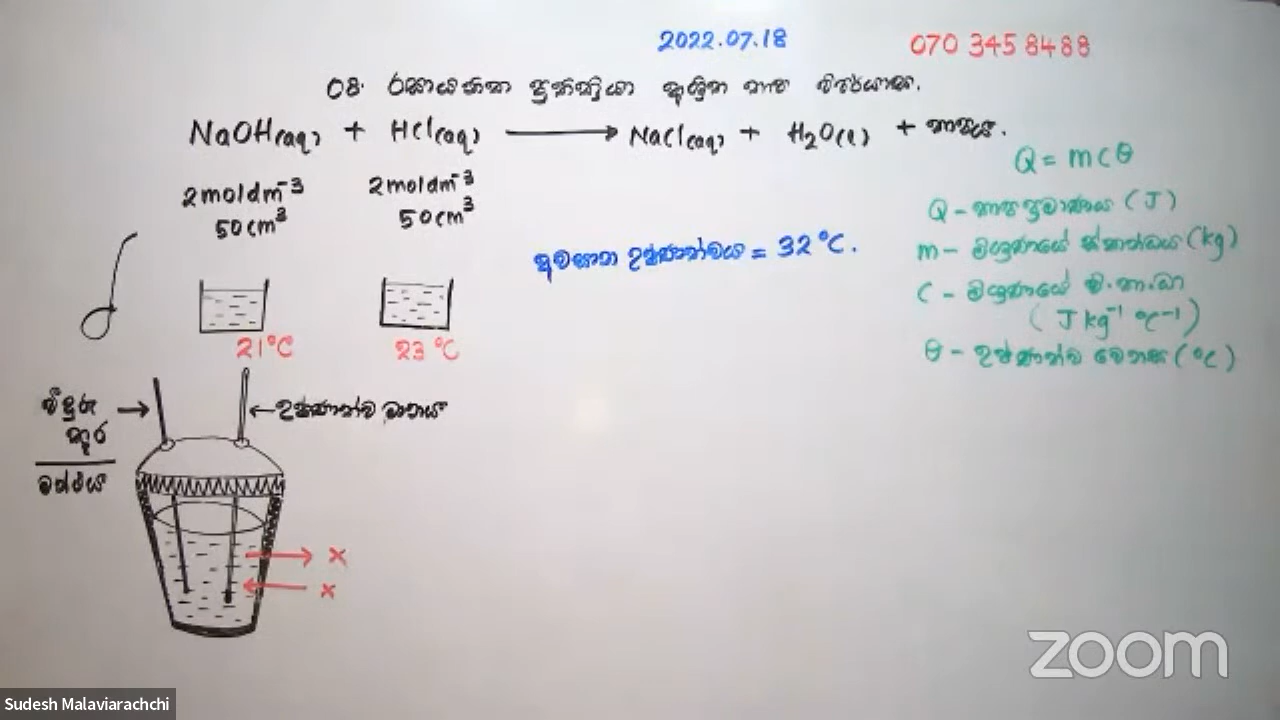 2022.07.18
070 345 8488
08. රසායනික ප්‍රතික්‍රියා ආශ්‍රිත තාප විපර්යාස.
NaOH(aq) + HCl(aq) ⟶ NaCl(aq) + H₂O(l) + තාපය.
2moldm⁻³ 2moldm⁻³
50cm³ 50cm³
21°C 23 °C
අවසාන උෂ්ණත්වය = 32°C.
Q = mcθ
Q - තාප ප්‍රමාණය (J)
m - මිශ්‍රණයේ ස්කන්ධය (kg)
C - මිශ්‍රණයේ වි.තා.ධා
( J kg⁻¹ °C⁻¹ )
θ - උෂ්ණත්ව වෙනස (°C)
වීදුරු
කූර
මන්ථය
උෂ්ණත්ව මානය
x
x
zoom
Sudesh Malaviarachchi